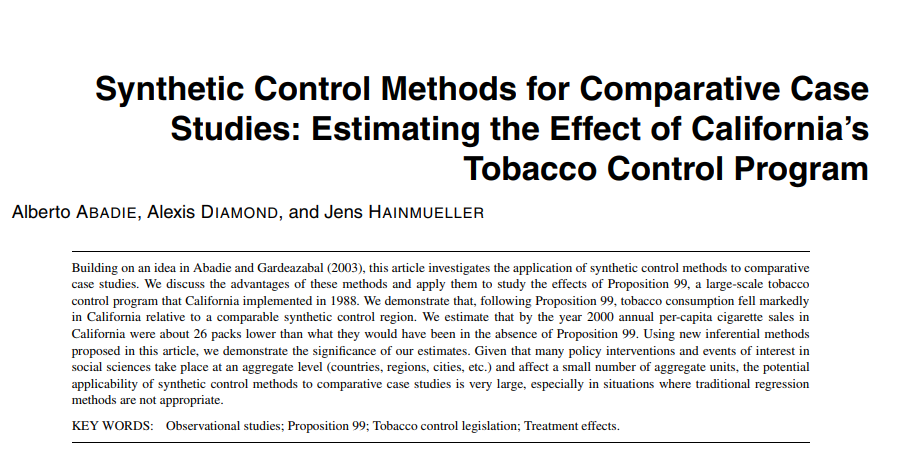 Synthetic Control Methods for Comparative Case
Studies: Estimating the Effect of California's
Tobacco Control Program
Alberto ABADIE, Alexis DIAMOND, and Jens HAINMUELLER
Building on an idea in Abadie and Gardeazabal (2003), this article investigates the application of synthetic control methods to comparative
case studies. We discuss the advantages of these methods and apply them to study the effects of Proposition 99, a large-scale tobacco
control program that California implemented in 1988. We demonstrate that, following Proposition 99, tobacco consumption fell markedly
in California relative to a comparable synthetic control region. We estimate that by the year 2000 annual per-capita cigarette sales in
California were about 26 packs lower than what they would have been in the absence of Proposition 99. Using new inferential methods
proposed in this article, we demonstrate the significance of our estimates. Given that many policy interventions and events of interest in
social sciences take place at an aggregate level (countries, regions, cities, etc.) and affect a small number of aggregate units, the potential
applicability of synthetic control methods to comparative case studies is very large, especially in situations where traditional regression
methods are not appropriate.
KEY WORDS: Observational studies; Proposition 99; Tobacco control legislation; Treatment effects.